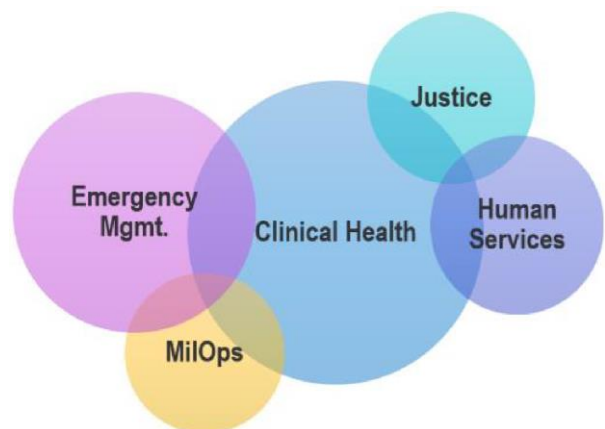 Justice
Emergency
Mgmt.
Clinical Health
Human
Services
MilOps